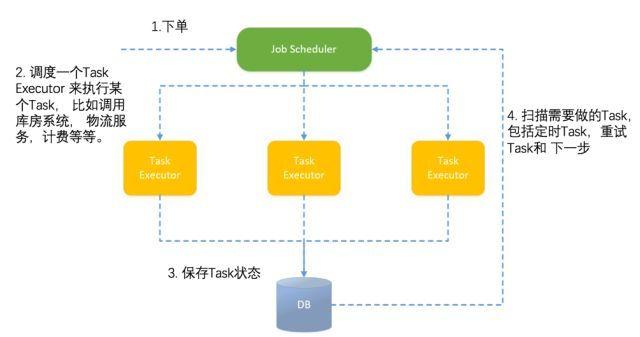 1.下单
Job Scheduler
2. 调度一个Task
Executor 来执行某
个Task， 比如调用
库房系统， 物流服
务，计费等等。
4. 扫描需要做的Task,
包括定时Task，重试
Task和 下一步
Task
Executor
Task
Executor
Task
Executor
3. 保存Task状态
DB